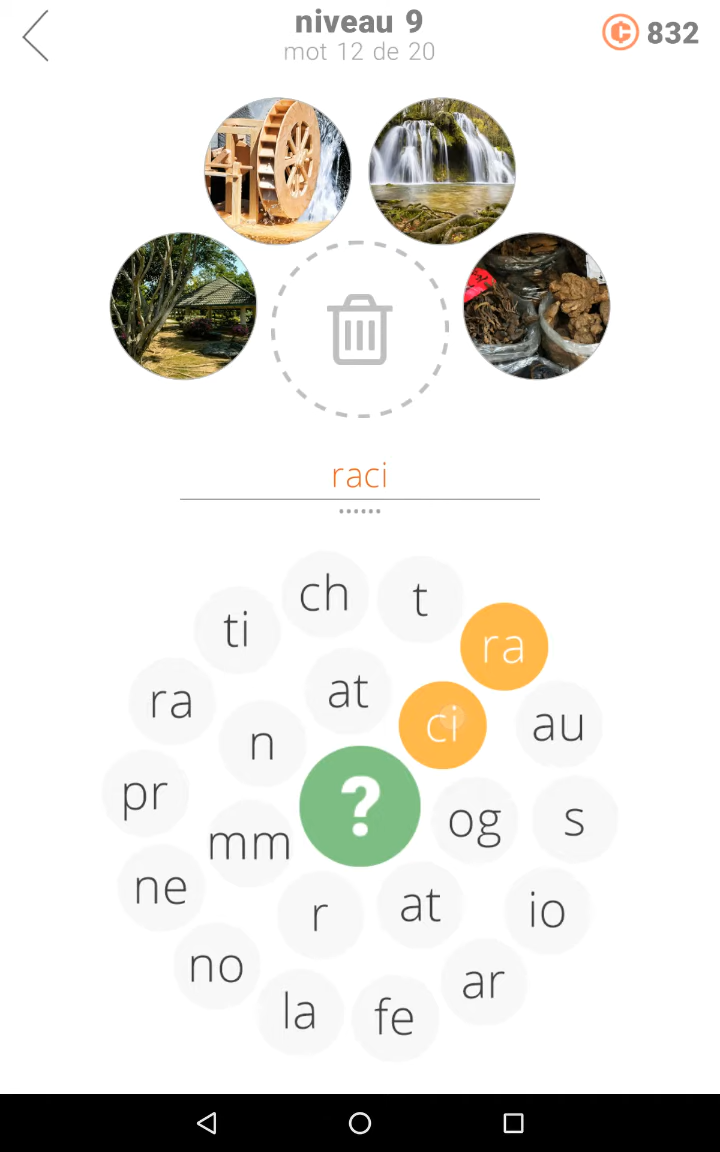 niveau 9
mot 12 de 20
832
raci
ch
t
ti
ra
at
ra
ci
au
n
pr
?
og
s
mm
ne
r
at
io
no
la
fe
ar